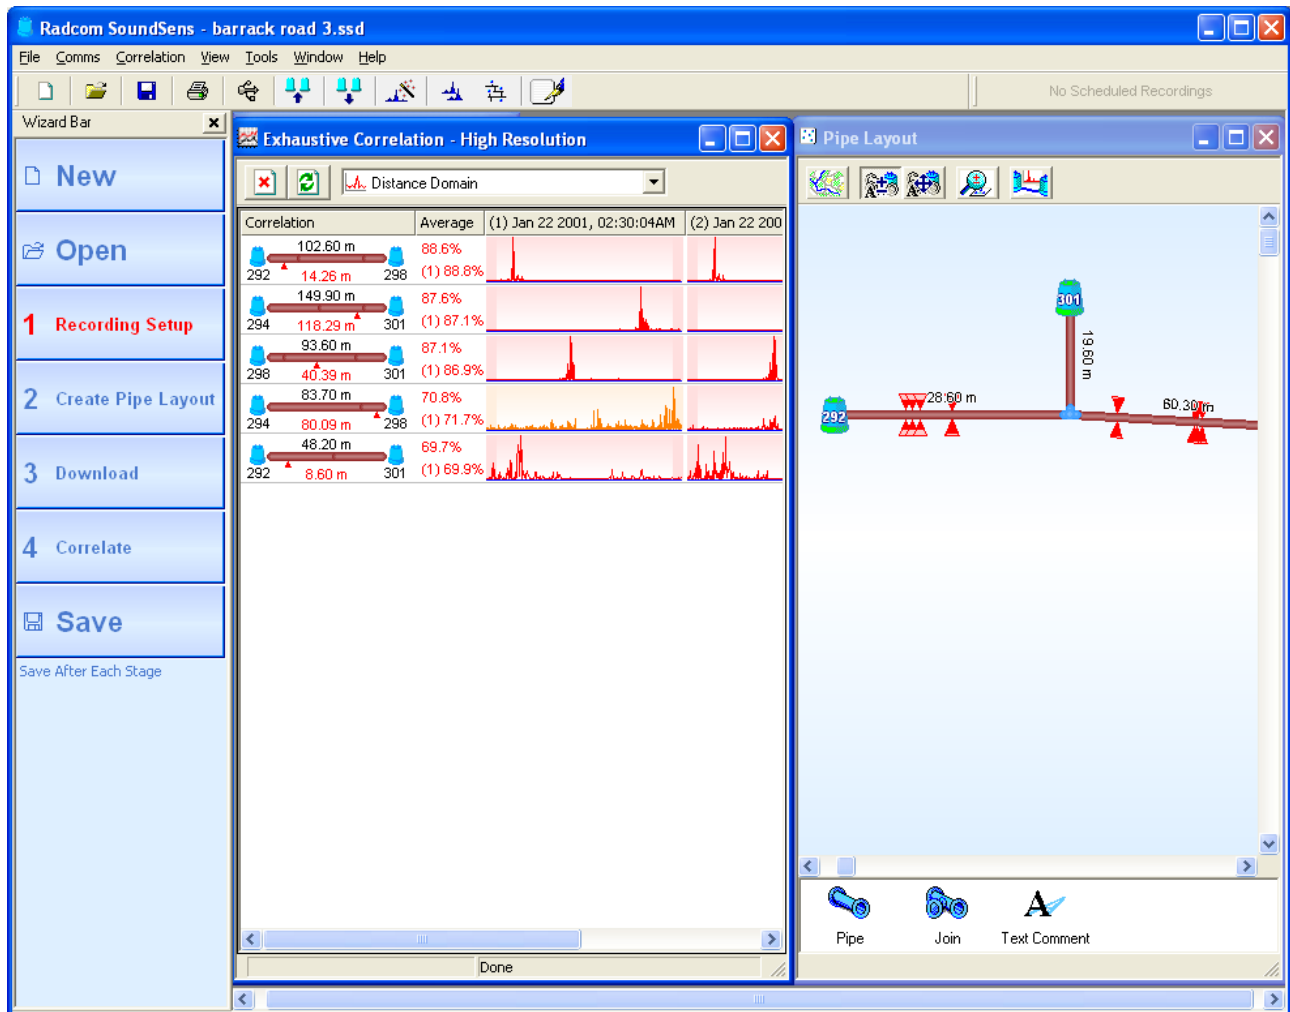 Radcom SoundSens - barrack road 3.ssd
File Comms Correlation View Tools Window Help
No Scheduled Recordings
Wizard Bar
New
Open
1 Recording Setup
2 Create Pipe Layout
3 Download
4 Correlate
Save
Save After Each Stage
Exhaustive Correlation - High Resolution
Distance Domain
Correlation Average (1) Jan 22 2001, 02:30:04AM (2) Jan 22 200
102.60 m 88.6%
292 14.26 m 298 (1) 88.8%
149.90 m 87.6%
294 118.29 m 301 (1) 87.1%
93.60 m 87.1%
298 40.39 m 301 (1) 86.9%
83.70 m 70.8%
294 80.09 m 298 (1) 71.7%
48.20 m 69.7%
292 8.60 m 301 (1) 69.9%
Done
Pipe Layout
301
19.60 m
292
28.60 m
60.30 m
Pipe Join Text Comment